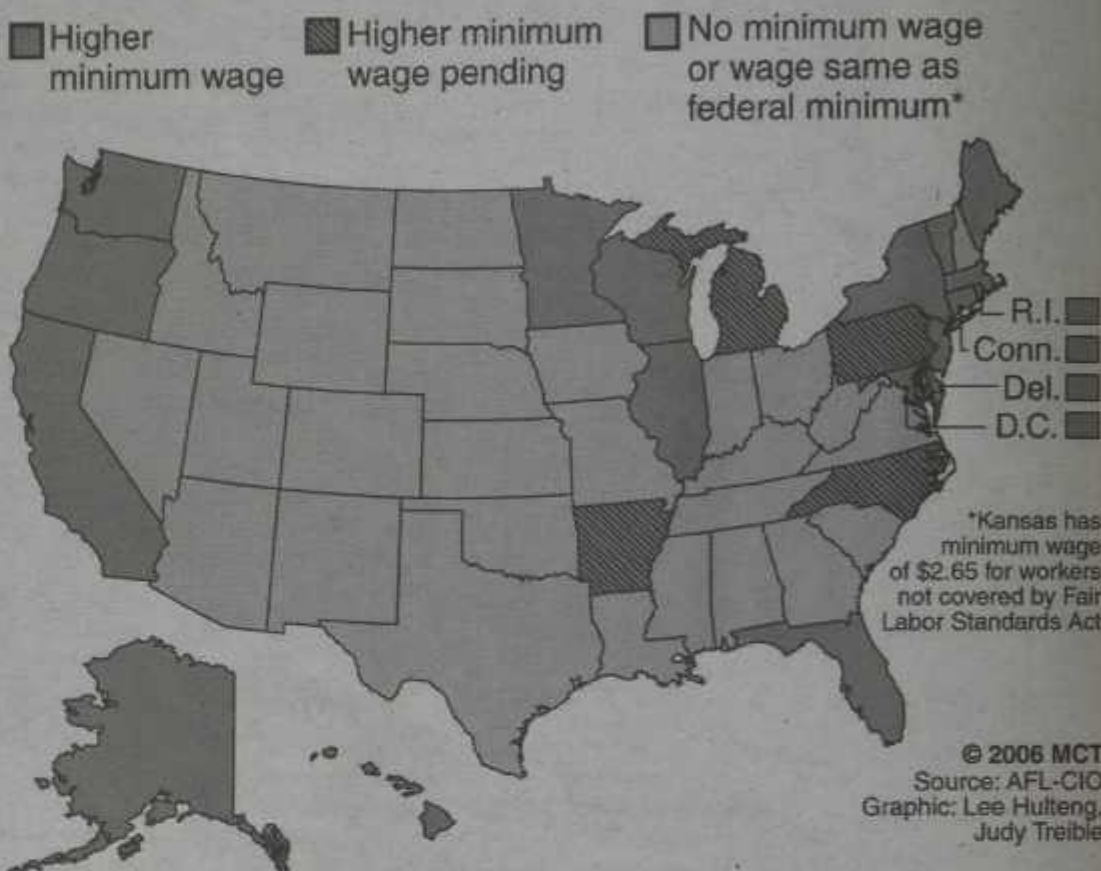 Higher
minimum wage
Higher minimum
wage pending
No minimum wage
or wage same as
federal minimum*
R.I.
Conn.
Del.
D.C.
*Kansas has
minimum wage
of $2.65 for workers
not covered by Fair
Labor Standards Act
© 2006 MCT
Source: AFL-CIO
Graphic: Lee Hulteng,
Judy Treible